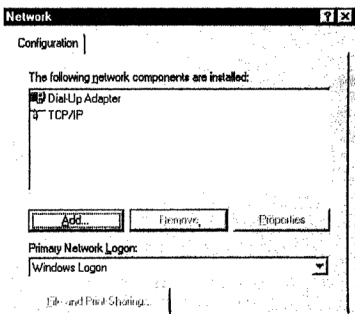 Network
Configuration
The following network components are installed:
Dial-Up Adapter
TCP/IP
Add... Remove Properties
Primary Network Logon:
Windows Logon
File and Print Sharing...